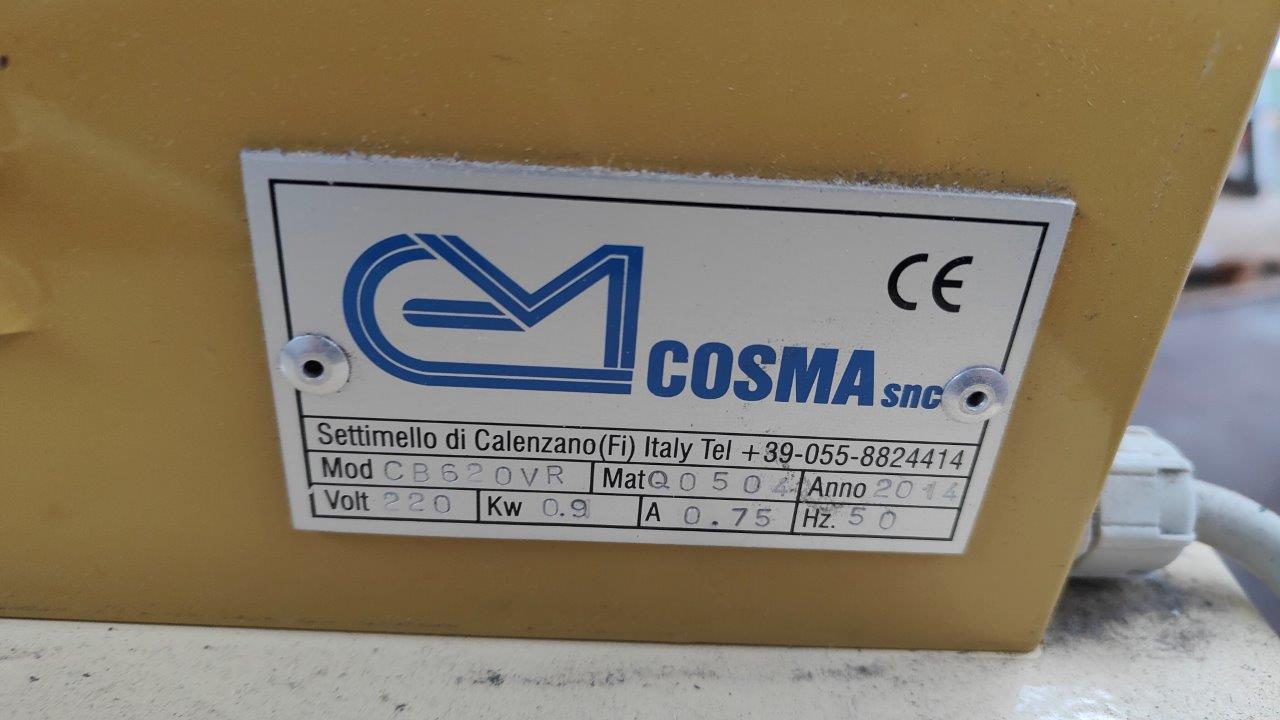 CM
CE
COSMA snc
Settimello di Calenzano(Fi) Italy Tel +39-055-8824414
Mod CB620VR Mat Q0504 Anno 2014
Volt 220 Kw 0.9 A 0.75 Hz. 50